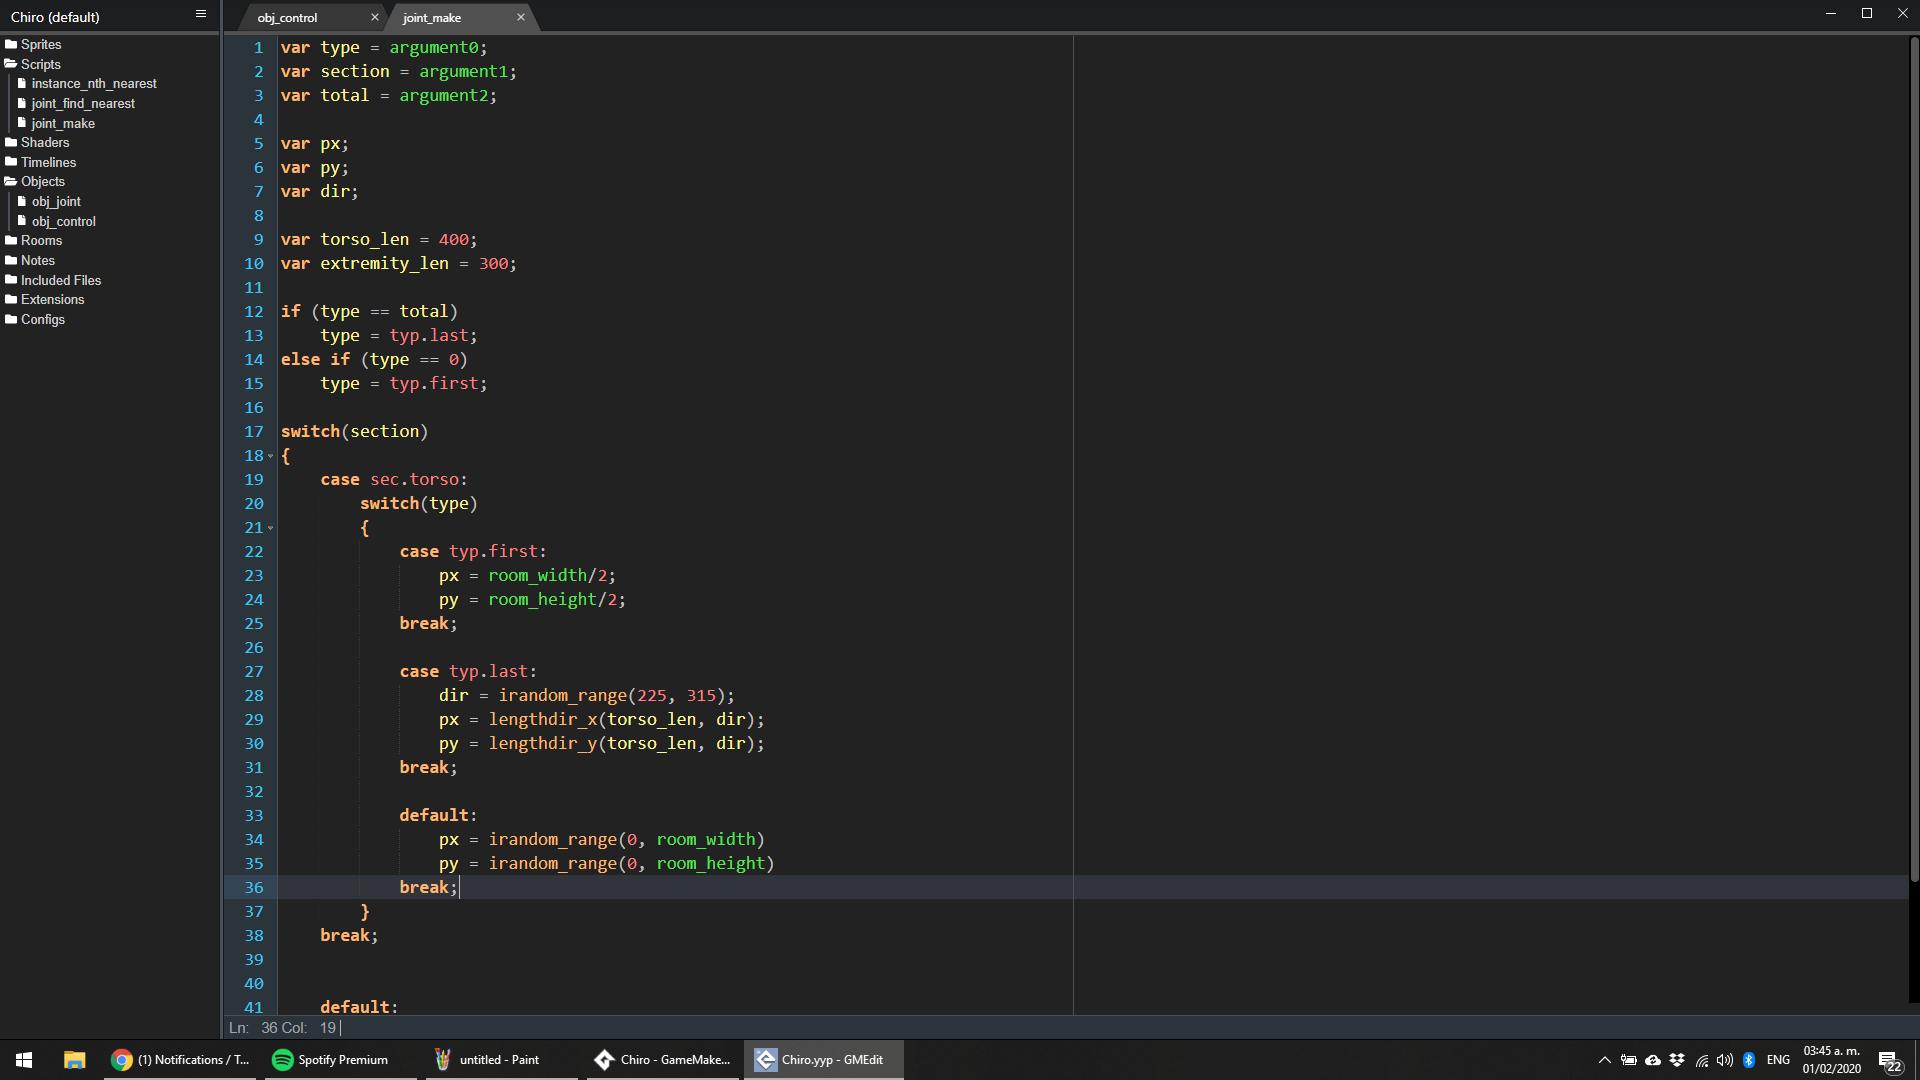 Chiro (default)
obj_control
joint_make
Sprites
Scripts
instance_nth_nearest
joint_find_nearest
joint_make
Shaders
Timelines
Objects
obj_joint
obj_control
Rooms
Notes
Included Files
Extensions
Configs
1 var type = argument0;
2 var section = argument1;
3 var total = argument2;
4
5 var px;
6 var py;
7 var dir;
8
9 var torso_len = 400;
10 var extremity_len = 300;
11
12 if (type == total)
13     type = typ.last;
14 else if (type == 0)
15     type = typ.first;
16
17 switch(section)
18 {
19     case sec.torso:
20         switch(type)
21         {
22             case typ.first:
23                 px = room_width/2;
24                 py = room_height/2;
25             break;
26
27             case typ.last:
28                 dir = irandom_range(225, 315);
29                 px = lengthdir_x(torso_len, dir);
30                 py = lengthdir_y(torso_len, dir);
31             break;
32
33             default:
34                 px = irandom_range(0, room_width)
35                 py = irandom_range(0, room_height)
36             break;
37         }
38     break;
39
40
41     default:
Ln: 36 Col: 19
(1) Notifications / T...
Spotify Premium
untitled - Paint
Chiro - GameMake...
Chiro.yyp - GMEdit
ENG
03:45 a. m.
01/02/2020
22